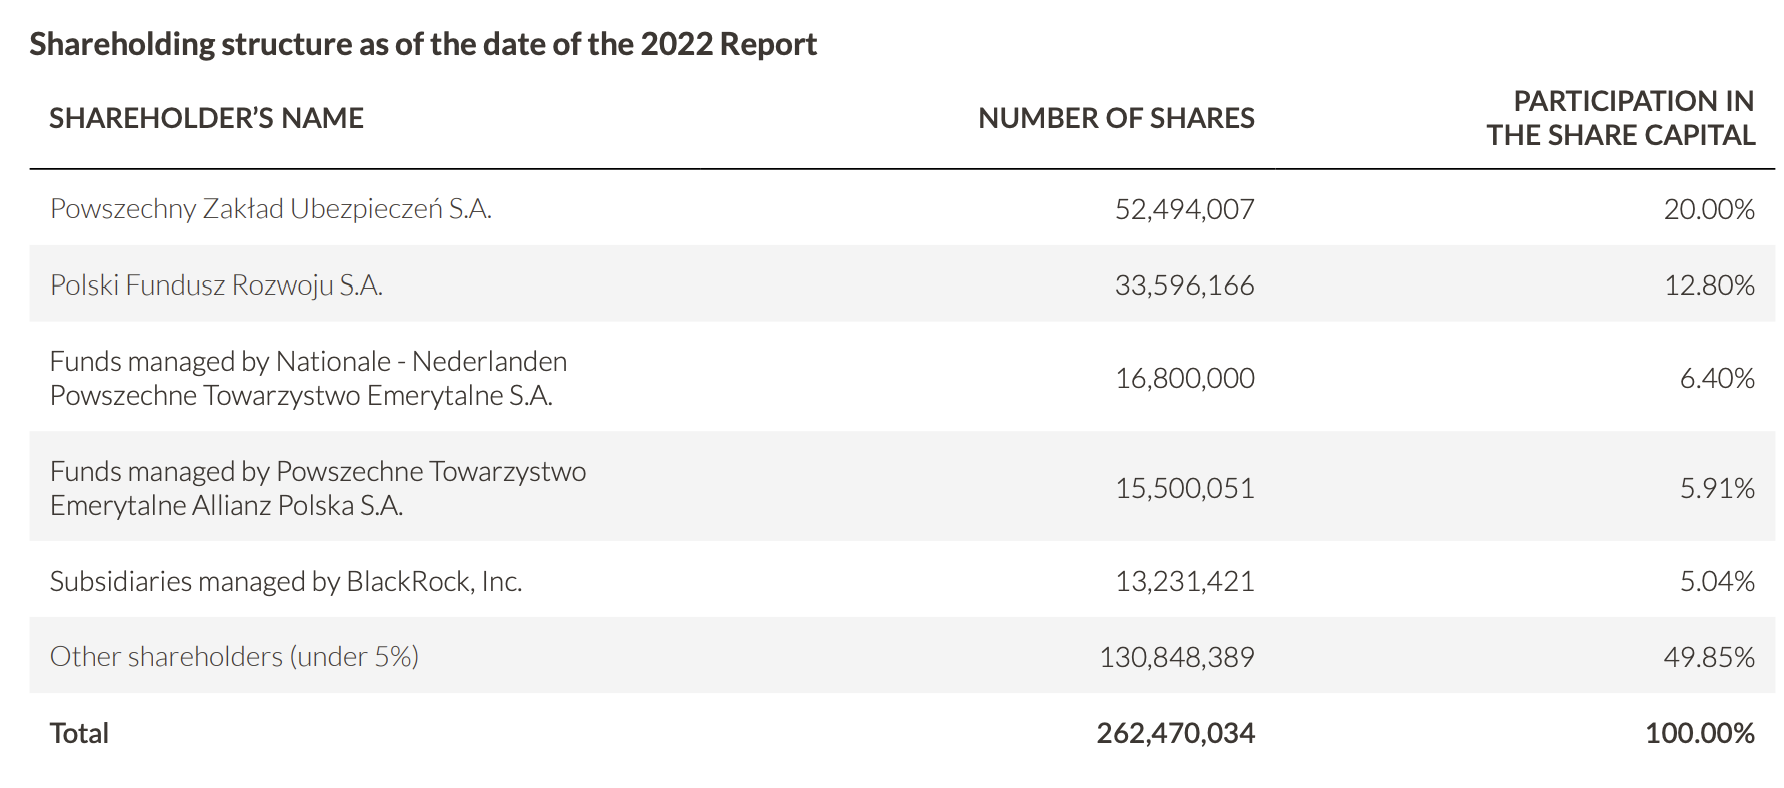 Shareholding structure as of the date of the 2022 Report
SHAREHOLDER’S NAME NUMBER OF SHARES PARTICIPATION IN
THE SHARE CAPITAL
Powszechny Zakład Ubezpieczeń S.A. 52,494,007 20.00%
Polski Fundusz Rozwoju S.A. 33,596,166 12.80%
Funds managed by Nationale - Nederlanden
Powszechne Towarzystwo Emerytalne S.A. 16,800,000 6.40%
Funds managed by Powszechne Towarzystwo
Emerytalne Allianz Polska S.A. 15,500,051 5.91%
Subsidiaries managed by BlackRock, Inc. 13,231,421 5.04%
Other shareholders (under 5%) 130,848,389 49.85%
Total 262,470,034 100.00%